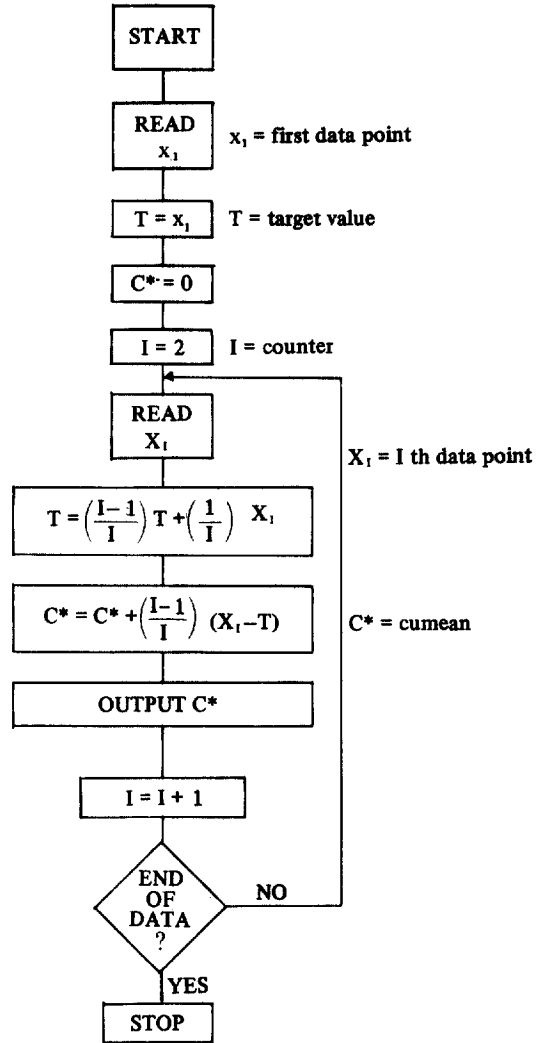 START
READ
x₁
x₁ = first data point
T = x₁
T = target value
C* = 0
I = 2
I = counter
READ
X_I
X_I = I th data point
T = ((I−1)/I) T + (1/I) X_I
C* = C* + ((I−1)/I) (X_I−T)
C* = cumean
OUTPUT C*
I = I + 1
END
OF
DATA
?
NO
YES
STOP